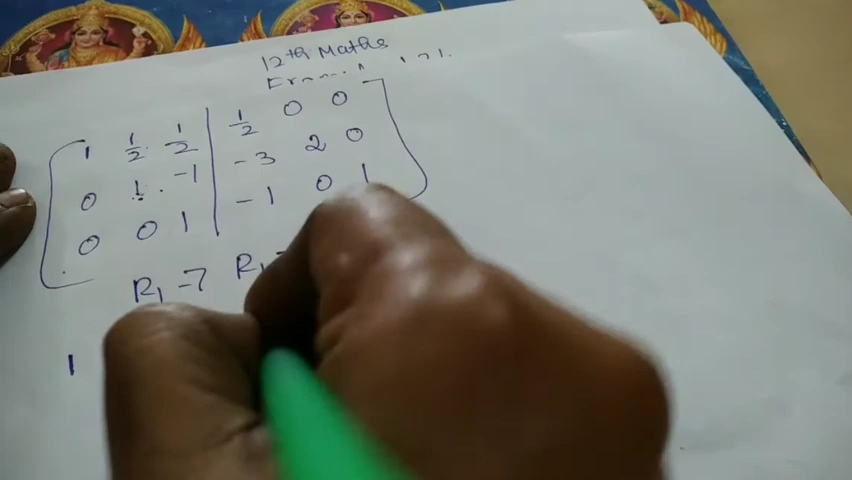 12th Maths
1 1/2 1/2 | 1/2 0 0
0 1 -1 | -3 2 0
0 0 1 | -1 0 1
R1 → R1
1